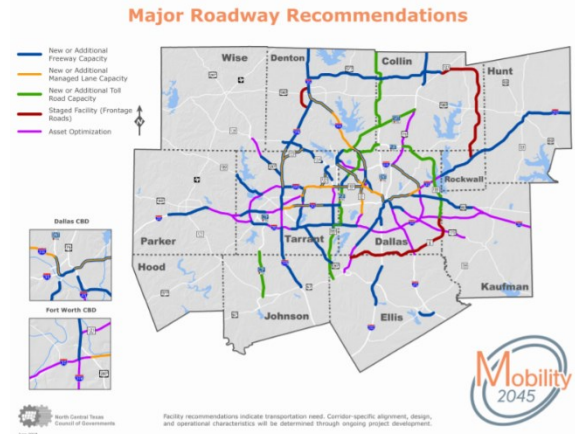 Major Roadway Recommendations
New or Additional
Freeway Capacity
New or Additional
Managed Lane Capacity
New or Additional Toll
Road Capacity
Staged Facility (Frontage
Roads)
Asset Optimization
N
Wise
Denton
Collin
Hunt
Rockwall
Parker
Tarrant
Dallas
Hood
Johnson
Ellis
Kaufman
Dallas CBD
Fort Worth CBD
Mobility
2045
North Central Texas
Council of Governments
Facility recommendations indicate transportation need. Corridor-specific alignment, design,
and operational characteristics will be determined through ongoing project development.